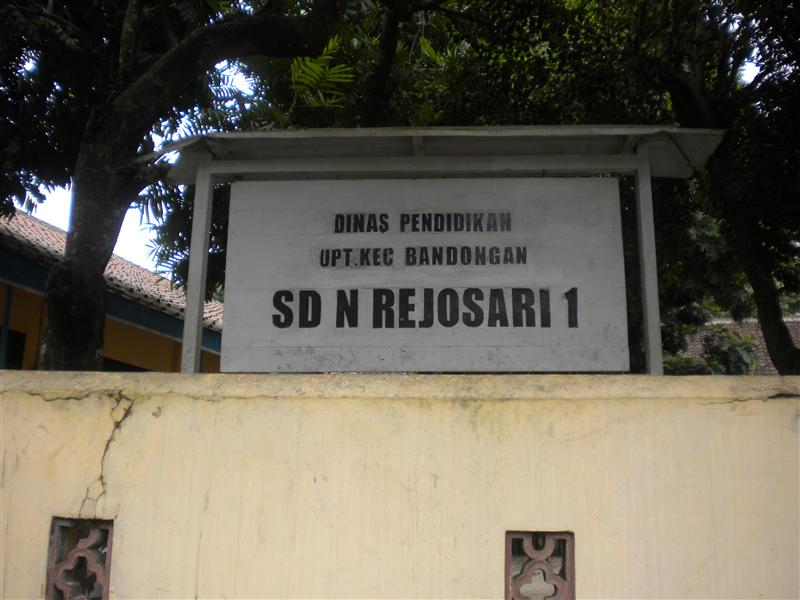 DINAS PENDIDIKAN
UPT.KEC BANDONGAN
SD N REJOSARI 1